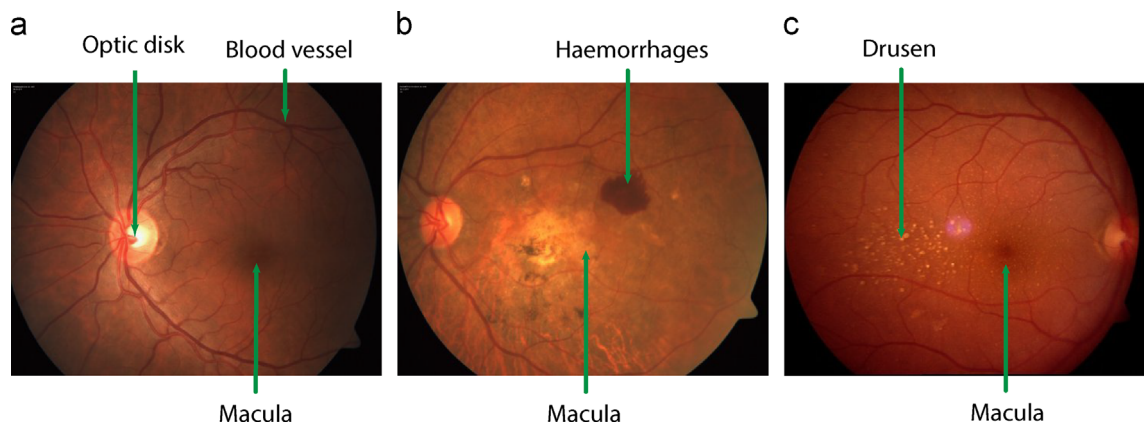 a
Optic disk
Blood vessel
Macula
b
Haemorrhages
Macula
c
Drusen
Macula